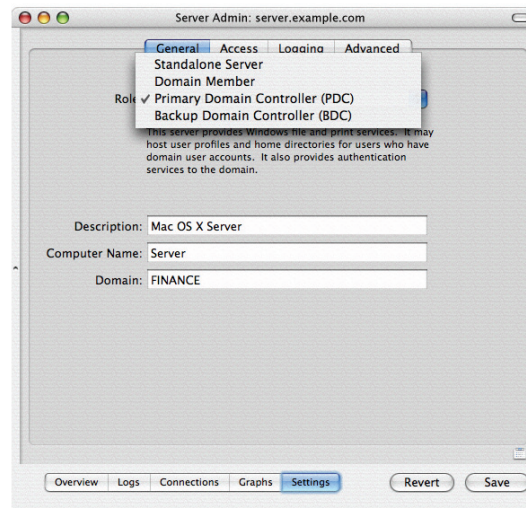 Server Admin: server.example.com
General Access Logging Advanced
Standalone Server
Domain Member
Role ✓ Primary Domain Controller (PDC)
Backup Domain Controller (BDC)
This server provides Windows file and print services. It may
host user profiles and home directories for users who have
domain user accounts. It also provides authentication
services to the domain.
Description: Mac OS X Server
Computer Name: Server
Domain: FINANCE
Overview Logs Connections Graphs Settings Revert Save